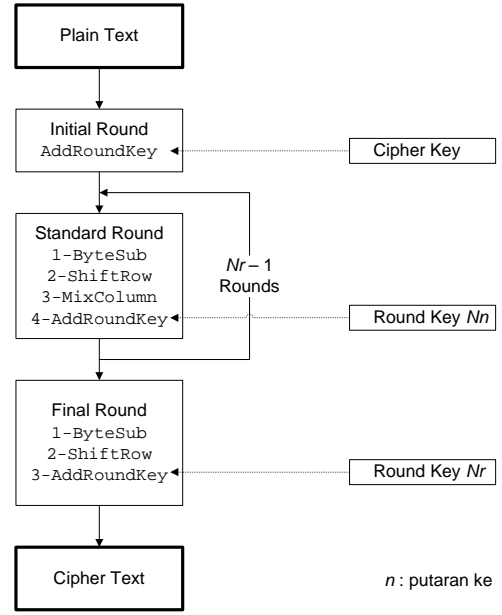 Plain Text
Initial Round
AddRoundKey
Cipher Key
Standard Round
1-ByteSub
2-ShiftRow
3-MixColumn
4-AddRoundKey
Nr – 1
Rounds
Round Key Nn
Final Round
1-ByteSub
2-ShiftRow
3-AddRoundKey
Round Key Nr
Cipher Text
n : putaran ke